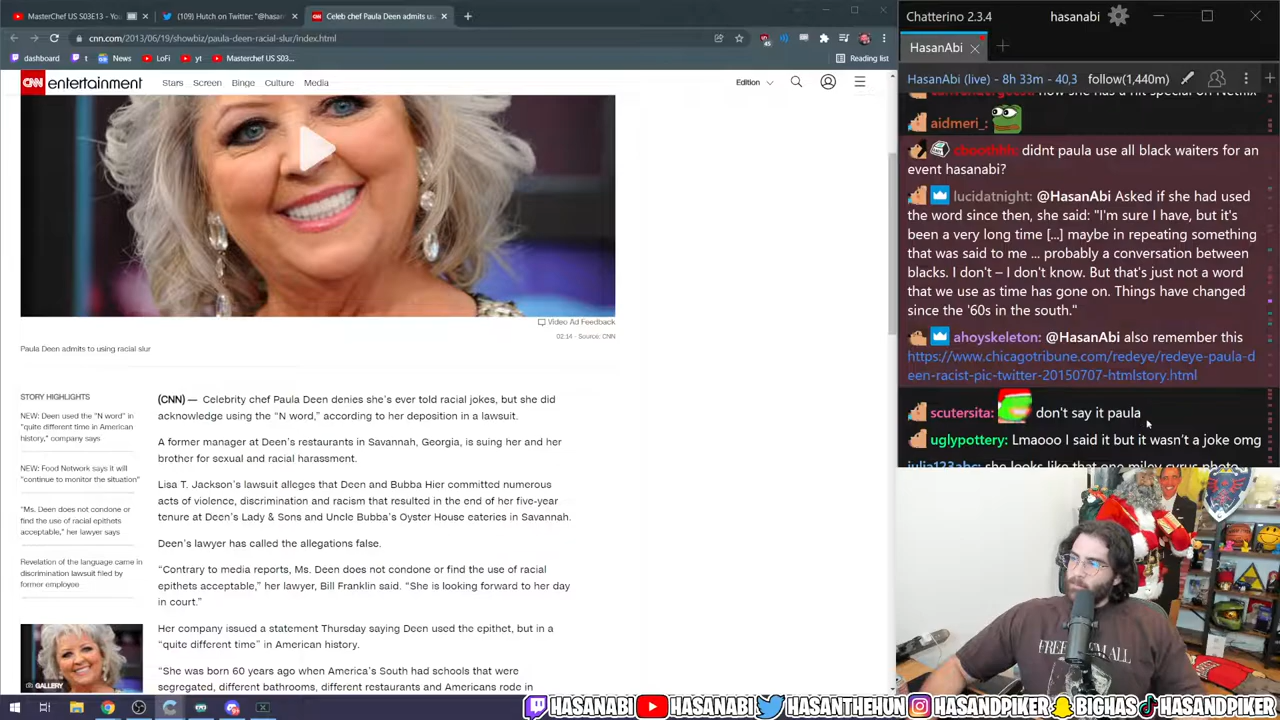 MasterChef US S03E13 - Yo
(109) Hutch on Twitter: "@hasan
Celeb chef Paula Deen admits us
cnn.com/2013/06/19/showbiz/paula-deen-racial-slur/index.html
dashboard
t
News
LoFi
yt
Masterchef US S03...
Reading list
CNN entertainment
Stars
Screen
Binge
Culture
Media
Edition
Video Ad Feedback
02:14 - Source: CNN
Paula Deen admits to using racial slur
STORY HIGHLIGHTS
NEW: Deen used the "N word" in
"quite different time in American
history," company says
NEW: Food Network says it will
"continue to monitor the situation"
"Ms. Deen does not condone or
find the use of racial epithets
acceptable," her lawyer says
Revelation of the language came in
discrimination lawsuit filed by
former employee
GALLERY
(CNN) — Celebrity chef Paula Deen denies she's ever told racial jokes, but she did
acknowledge using the "N word," according to her deposition in a lawsuit.
A former manager at Deen's restaurants in Savannah, Georgia, is suing her and her
brother for sexual and racial harassment.
Lisa T. Jackson's lawsuit alleges that Deen and Bubba Hier committed numerous
acts of violence, discrimination and racism that resulted in the end of her five-year
tenure at Deen's Lady & Sons and Uncle Bubba's Oyster House eateries in Savannah.
Deen's lawyer has called the allegations false.
"Contrary to media reports, Ms. Deen does not condone or find the use of racial
epithets acceptable," her lawyer, Bill Franklin said. "She is looking forward to her day
in court."
Her company issued a statement Thursday saying Deen used the epithet, but in a
"quite different time" in American history.
"She was born 60 years ago when America's South had schools that were
segregated, different bathrooms, different restaurants and Americans rode in
Chatterino 2.3.4
hasanabi
HasanAbi
HasanAbi (live) - 8h 33m - 40,3
follow(1,440m)
now she has a hit special on Netflix
aidmeri_:
cboothhls: didnt paula use all black waiters for an
event hasanabi?
lucidatnight: @HasanAbi Asked if she had used
the word since then, she said: "I'm sure I have, but it's
been a very long time [...] maybe in repeating something
that was said to me ... probably a conversation between
blacks. I don't – I don't know. But that's just not a word
that we use as time has gone on. Things have changed
since the '60s in the south."
ahoyskeleton: @HasanAbi also remember this
https://www.chicagotribune.com/redeye/redeye-paula-d
een-racist-pic-twitter-20150707-htmlstory.html
scutersita: don't say it paula
uglypottery: Lmaooo I said it but it wasn't a joke omg
julia123abc: she looks like that one miley cyrus photo
HASANABI
HASANABI
HASANTHEHUN
HASANDPIKER
BIGHAS
HASANDPIKER